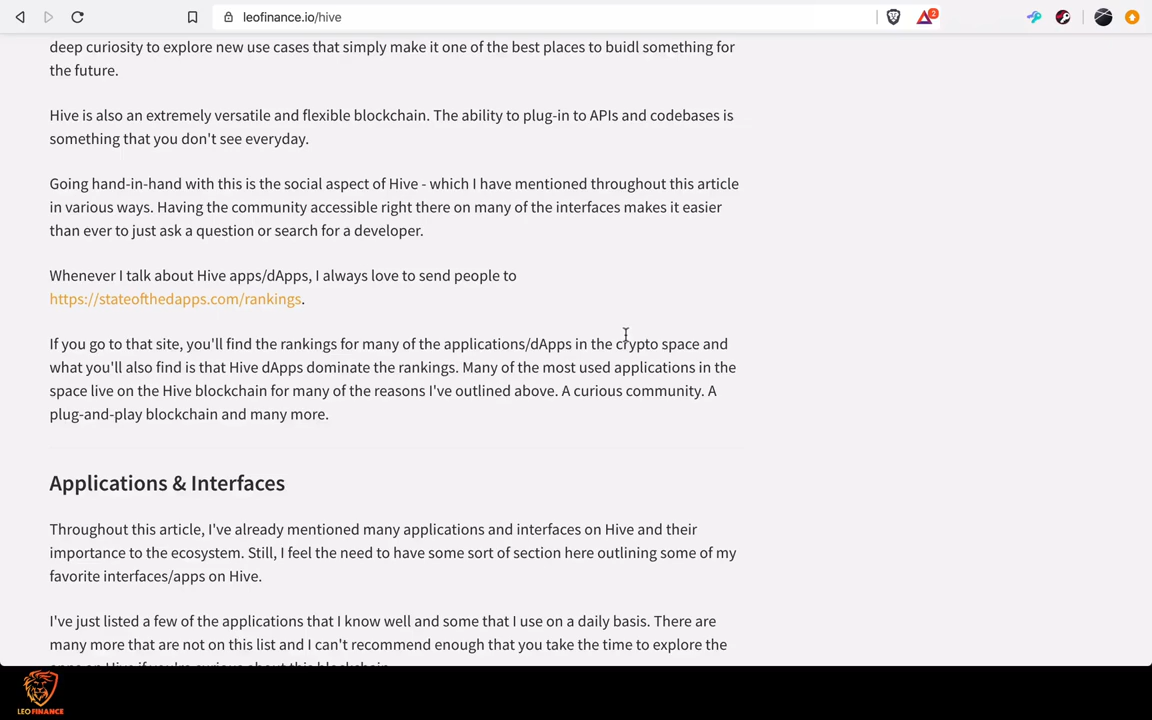 leofinance.io/hive
2
deep curiosity to explore new use cases that simply make it one of the best places to buidl something for
the future.
Hive is also an extremely versatile and flexible blockchain. The ability to plug-in to APIs and codebases is
something that you don't see everyday.
Going hand-in-hand with this is the social aspect of Hive - which I have mentioned throughout this article
in various ways. Having the community accessible right there on many of the interfaces makes it easier
than ever to just ask a question or search for a developer.
Whenever I talk about Hive apps/dApps, I always love to send people to
https://stateofthedapps.com/rankings.
If you go to that site, you'll find the rankings for many of the applications/dApps in the crypto space and
what you'll also find is that Hive dApps dominate the rankings. Many of the most used applications in the
space live on the Hive blockchain for many of the reasons I've outlined above. A curious community. A
plug-and-play blockchain and many more.
Applications & Interfaces
Throughout this article, I've already mentioned many applications and interfaces on Hive and their
importance to the ecosystem. Still, I feel the need to have some sort of section here outlining some of my
favorite interfaces/apps on Hive.
I've just listed a few of the applications that I know well and some that I use on a daily basis. There are
many more that are not on this list and I can't recommend enough that you take the time to explore the
apps on Hive if you're curious about this blockchain.
LEOFINANCE